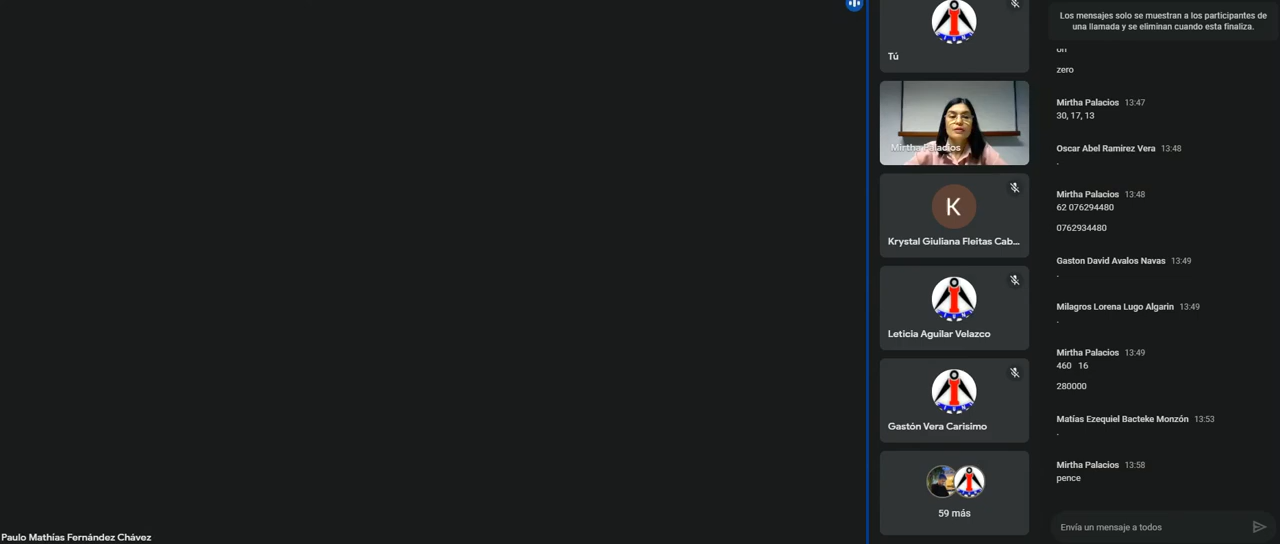 Tú
Mirtha Palacios
K
Krystal Giuliana Fleitas Cab...
Leticia Aguilar Velazco
Gastón Vera Carisimo
59 más
Paulo Mathías Fernández Chávez
Los mensajes solo se muestran a los participantes de
una llamada y se eliminan cuando esta finaliza.
zero
Mirtha Palacios 13:47
30, 17, 13
Oscar Abel Ramirez Vera 13:48
.
Mirtha Palacios 13:48
62 076294480
0762934480
Gaston David Avalos Navas 13:49
.
Milagros Lorena Lugo Algarin 13:49
.
Mirtha Palacios 13:49
460 16
280000
Matías Ezequiel Bacteke Monzón 13:53
.
Mirtha Palacios 13:58
pence
Envía un mensaje a todos